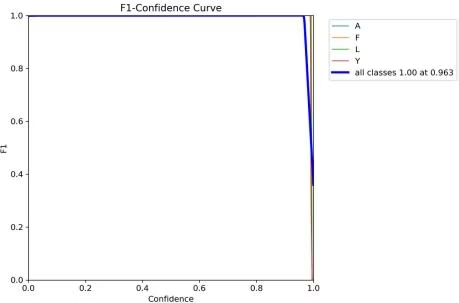 F1-Confidence Curve
1.0
0.8
0.6
0.4
0.2
0.0
F1
0.0 0.2 0.4 0.6 0.8 1.0
Confidence
A
F
L
Y
all classes 1.00 at 0.963